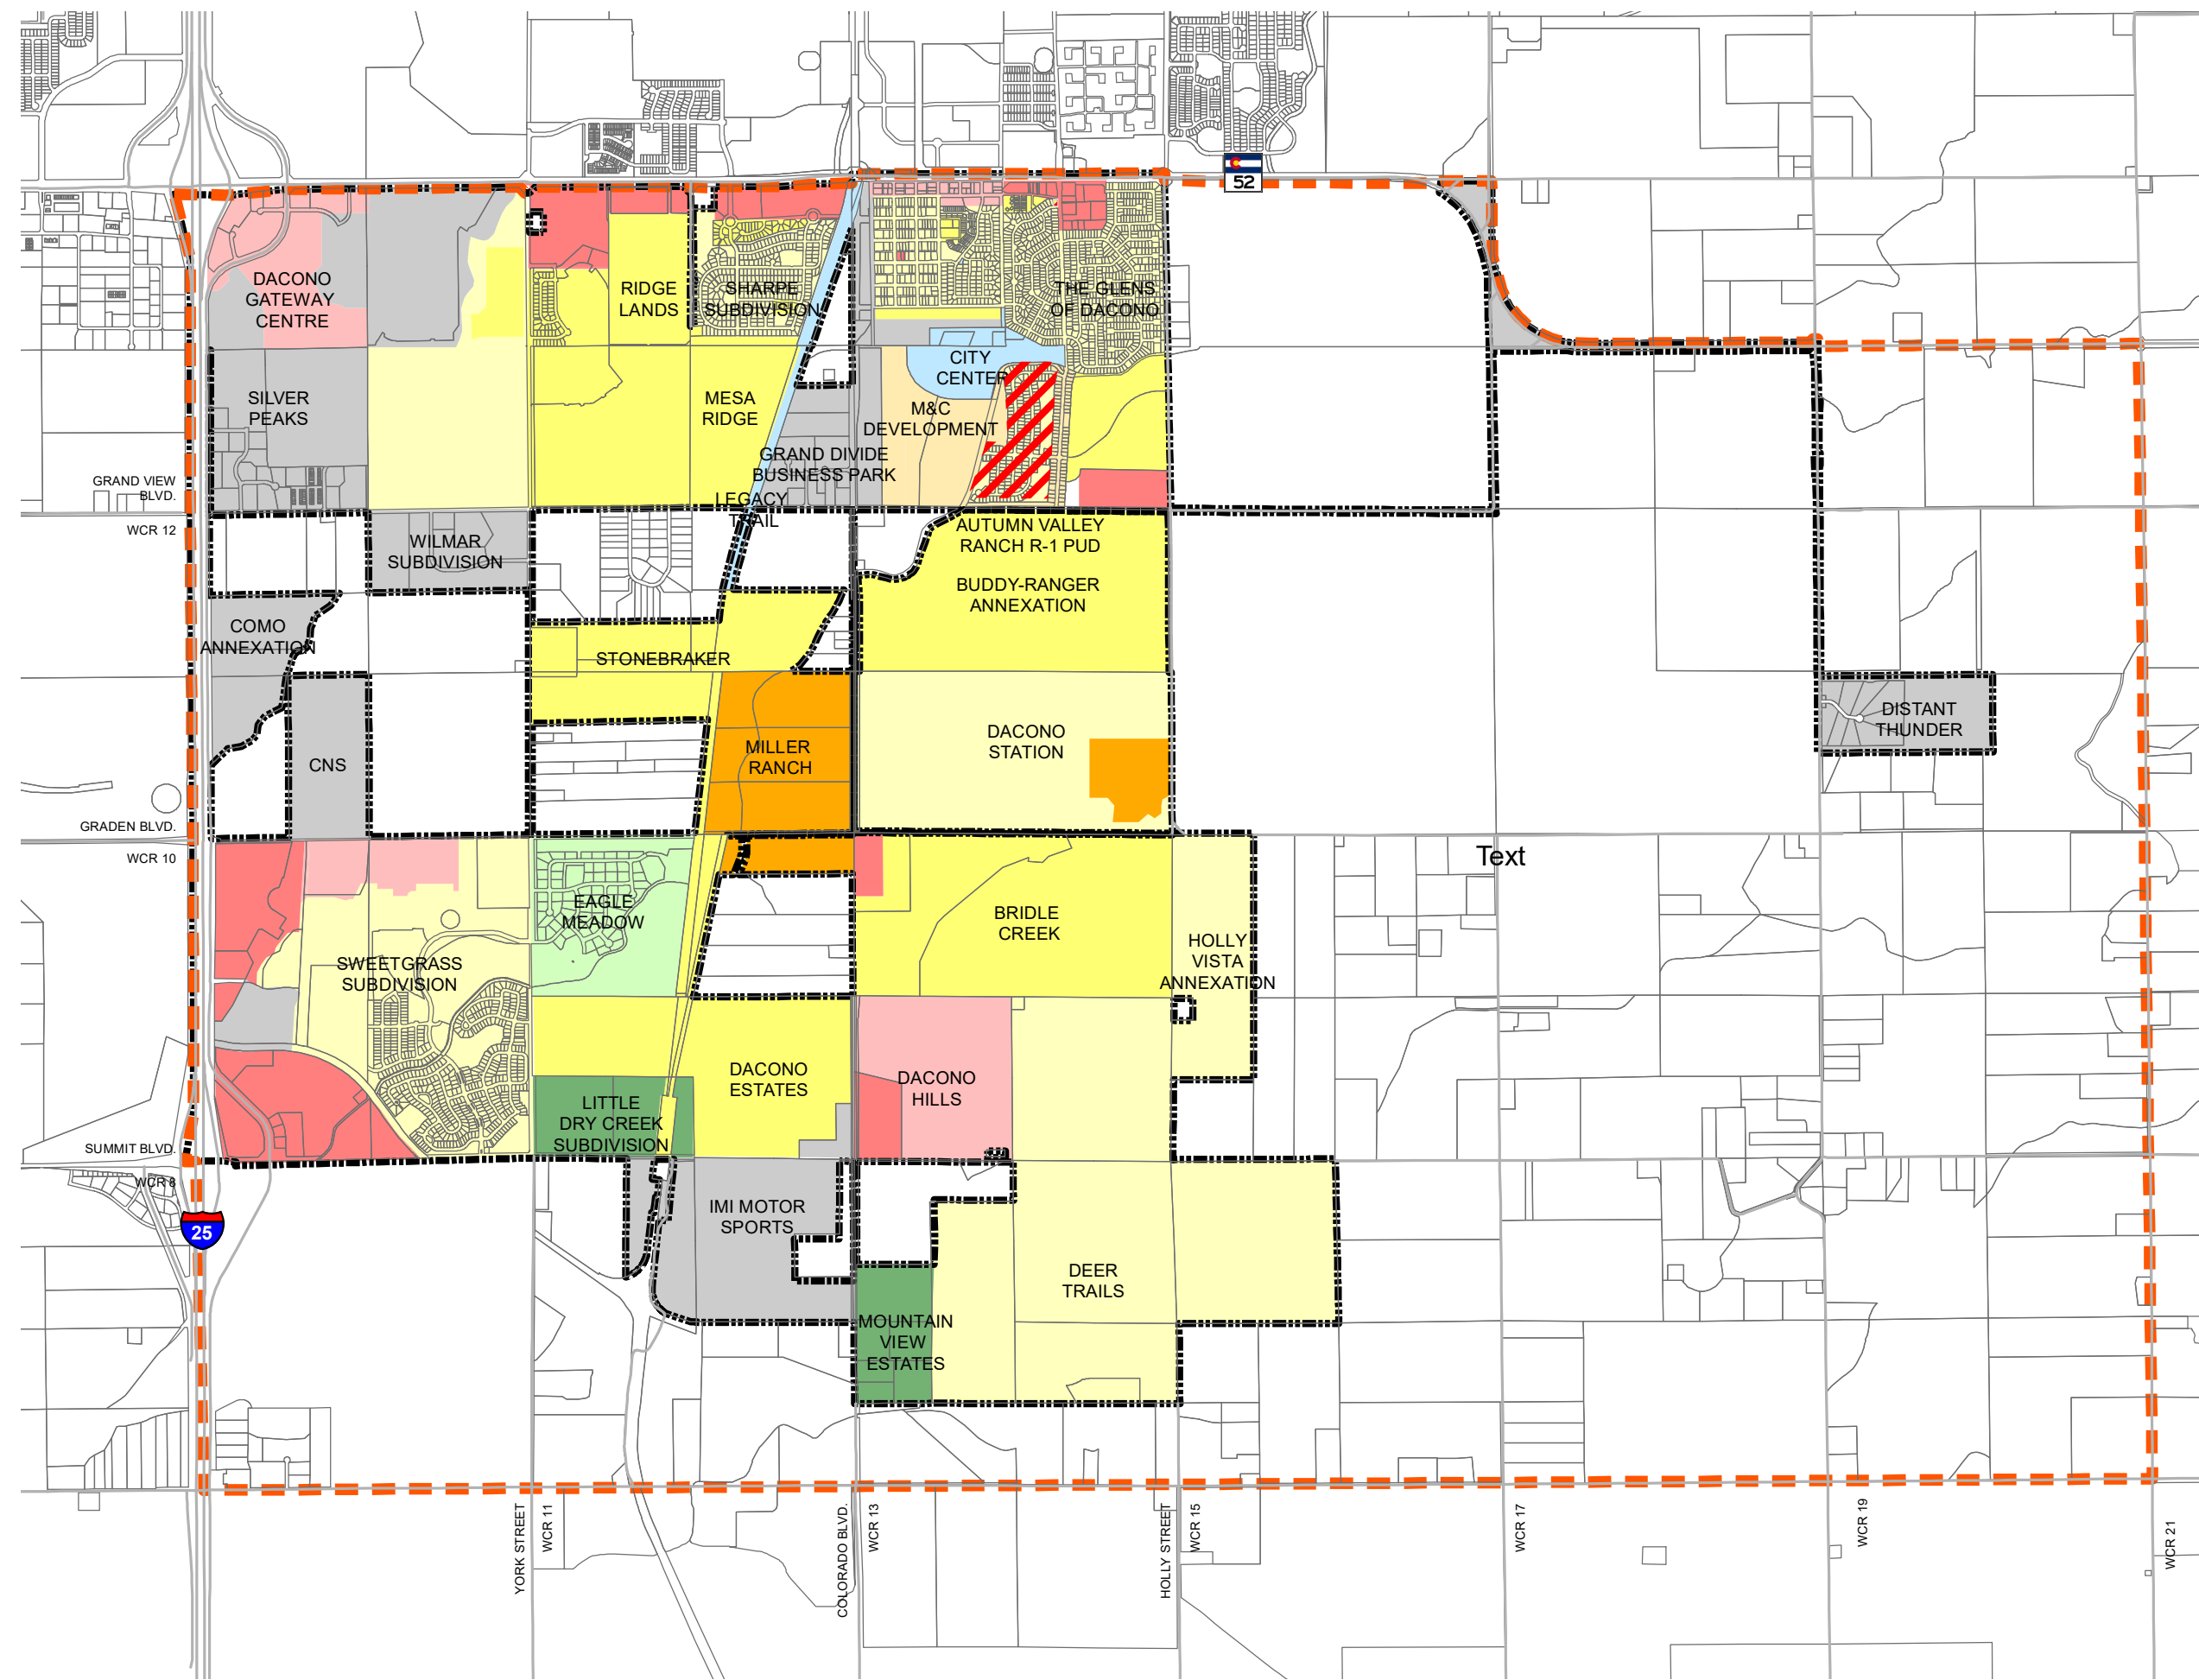 52
DACONO
GATEWAY
CENTRE
RIDGE
LANDS
SHARPE
SUBDIVISION
THE GLENS
OF DACONO
CITY
CENTER
SILVER
PEAKS
MESA
RIDGE
M&C
DEVELOPMENT
GRAND DIVIDE
BUSINESS PARK
GRAND VIEW
BLVD.
LEGACY
TRAIL
WCR 12
WILMAR
SUBDIVISION
AUTUMN VALLEY
RANCH R-1 PUD
BUDDY-RANGER
ANNEXATION
COMO
ANNEXATION
STONEBRAKER
DACONO
STATION
DISTANT
THUNDER
MILLER
RANCH
CNS
GRADEN BLVD.
WCR 10
Text
EAGLE
MEADOW
BRIDLE
CREEK
HOLLY
VISTA
ANNEXATION
SWEETGRASS
SUBDIVISION
DACONO
ESTATES
DACONO
HILLS
LITTLE
DRY CREEK
SUBDIVISION
SUMMIT BLVD.
WCR 8
25
IMI MOTOR
SPORTS
DEER
TRAILS
MOUNTAIN
VIEW
ESTATES
YORK STREET
WCR 11
COLORADO BLVD.
WCR 13
HOLLY STREET
WCR 15
WCR 17
WCR 19
WCR 21